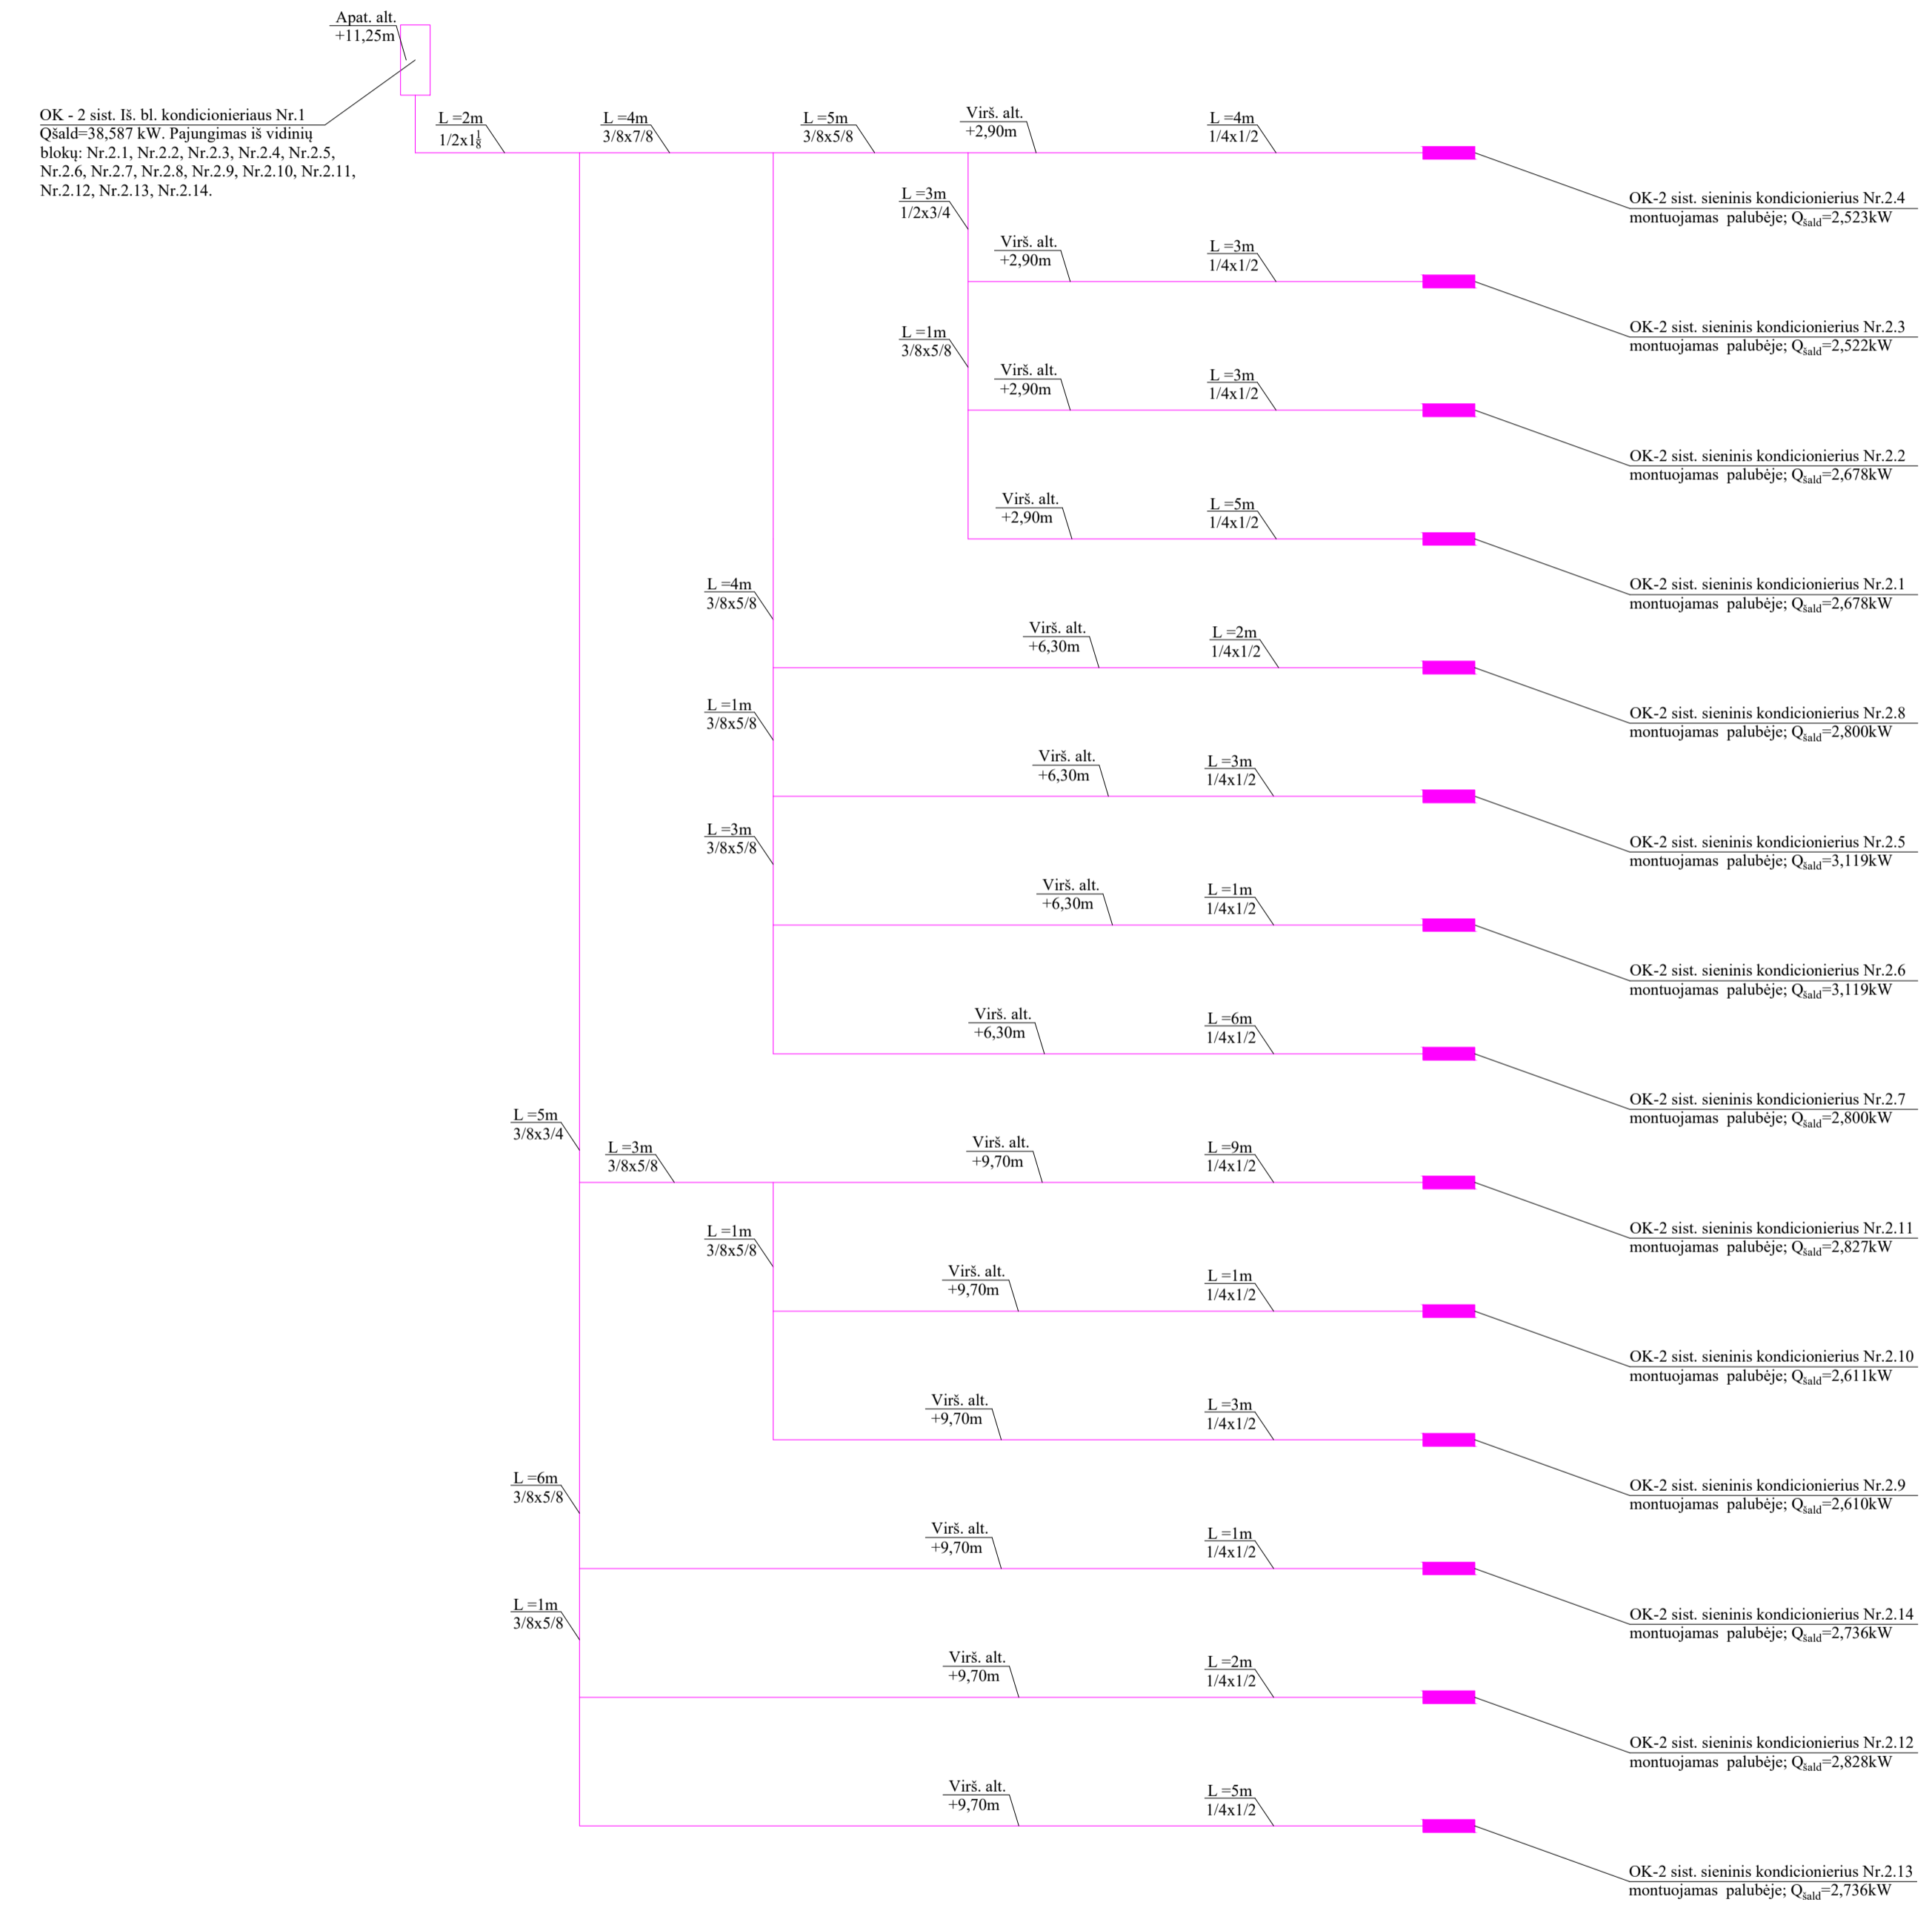 Apat. alt.
+11,25m
OK - 2 sist. Iš. bl. kondicionieriaus Nr.1
Qšald=38,587 kW. Pajungimas iš vidinių
blokų: Nr.2.1, Nr.2.2, Nr.2.3, Nr.2.4, Nr.2.5,
Nr.2.6, Nr.2.7, Nr.2.8, Nr.2.9, Nr.2.10, Nr.2.11,
Nr.2.12, Nr.2.13, Nr.2.14.
L =2m
1/2x1 1/8
L =4m
3/8x7/8
L =5m
3/8x5/8
Virš. alt.
+2,90m
L =4m
1/4x1/2
OK-2 sist. sieninis kondicionierius Nr.2.4
montuojamas palubėje; Qšald=2,523kW
L =3m
1/2x3/4
Virš. alt.
+2,90m
L =3m
1/4x1/2
OK-2 sist. sieninis kondicionierius Nr.2.3
montuojamas palubėje; Qšald=2,522kW
L =1m
3/8x5/8
Virš. alt.
+2,90m
L =3m
1/4x1/2
OK-2 sist. sieninis kondicionierius Nr.2.2
montuojamas palubėje; Qšald=2,678kW
Virš. alt.
+2,90m
L =5m
1/4x1/2
OK-2 sist. sieninis kondicionierius Nr.2.1
montuojamas palubėje; Qšald=2,678kW
L =4m
3/8x5/8
Virš. alt.
+6,30m
L =2m
1/4x1/2
OK-2 sist. sieninis kondicionierius Nr.2.8
montuojamas palubėje; Qšald=2,800kW
L =1m
3/8x5/8
Virš. alt.
+6,30m
L =3m
1/4x1/2
OK-2 sist. sieninis kondicionierius Nr.2.5
montuojamas palubėje; Qšald=3,119kW
L =3m
3/8x5/8
Virš. alt.
+6,30m
L =1m
1/4x1/2
OK-2 sist. sieninis kondicionierius Nr.2.6
montuojamas palubėje; Qšald=3,119kW
Virš. alt.
+6,30m
L =6m
1/4x1/2
OK-2 sist. sieninis kondicionierius Nr.2.7
montuojamas palubėje; Qšald=2,800kW
L =5m
3/8x3/4
L =3m
3/8x5/8
Virš. alt.
+9,70m
L =9m
1/4x1/2
OK-2 sist. sieninis kondicionierius Nr.2.11
montuojamas palubėje; Qšald=2,827kW
L =1m
3/8x5/8
Virš. alt.
+9,70m
L =1m
1/4x1/2
OK-2 sist. sieninis kondicionierius Nr.2.10
montuojamas palubėje; Qšald=2,611kW
Virš. alt.
+9,70m
L =3m
1/4x1/2
OK-2 sist. sieninis kondicionierius Nr.2.9
montuojamas palubėje; Qšald=2,610kW
L =6m
3/8x5/8
Virš. alt.
+9,70m
L =1m
1/4x1/2
OK-2 sist. sieninis kondicionierius Nr.2.14
montuojamas palubėje; Qšald=2,736kW
L =1m
3/8x5/8
Virš. alt.
+9,70m
L =2m
1/4x1/2
OK-2 sist. sieninis kondicionierius Nr.2.12
montuojamas palubėje; Qšald=2,828kW
Virš. alt.
+9,70m
L =5m
1/4x1/2
OK-2 sist. sieninis kondicionierius Nr.2.13
montuojamas palubėje; Qšald=2,736kW